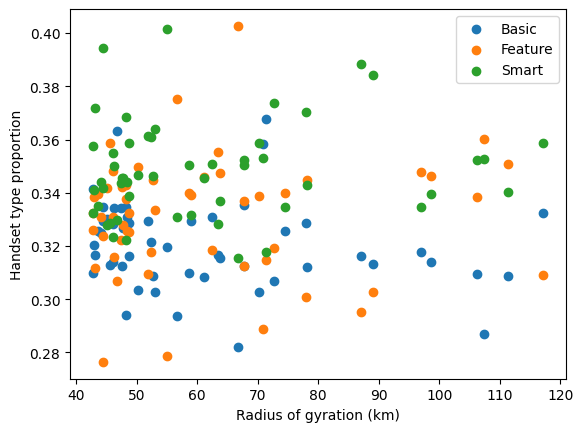 Basic
Feature
Smart
0.40
0.38
0.36
0.34
0.32
0.30
0.28
Handset type proportion
40 50 60 70 80 90 100 110 120
Radius of gyration (km)